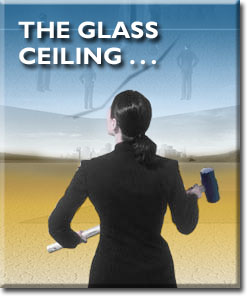 THE GLASS
CEILING ...